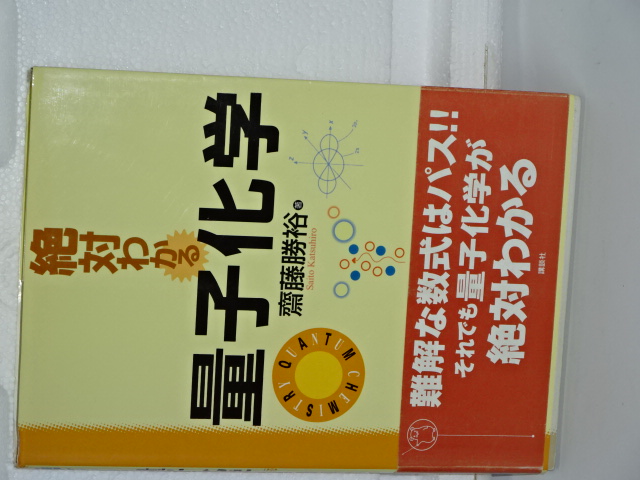 絶対わかる
量子化学
齋藤勝裕 著
Saito Katsuhiro
QUANTUM CHEMISTRY
難解な数式はパス!!
それでも量子化学が
絶対わかる
講談社